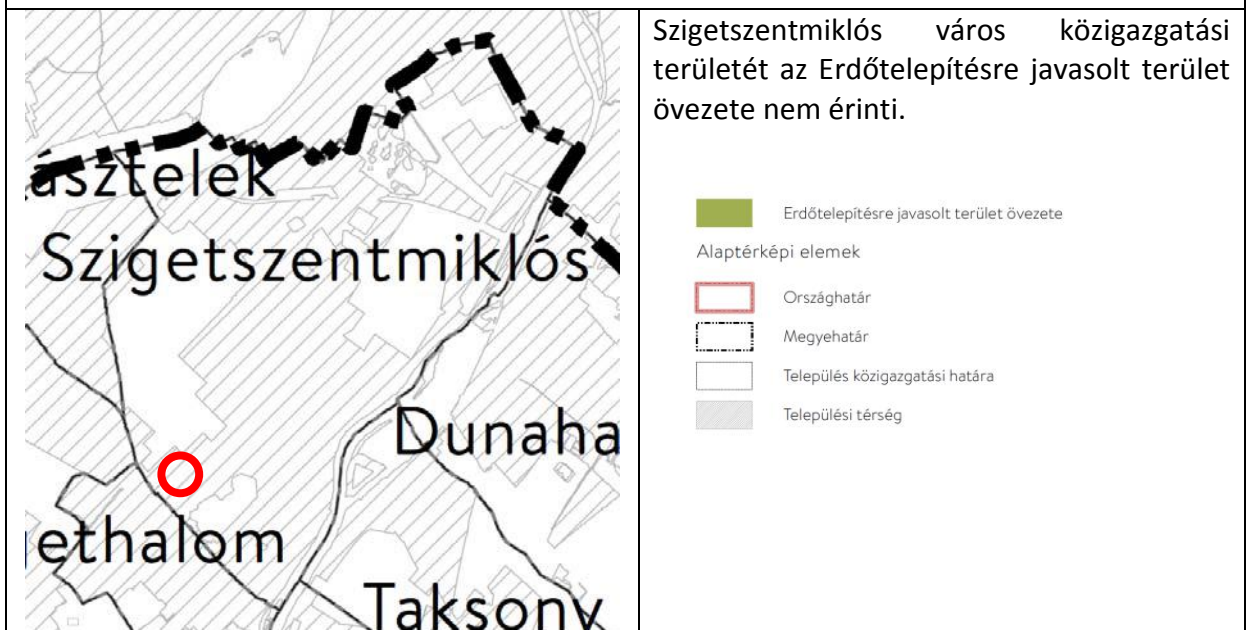 Szigetszentmiklós város közigazgatási
területét az Erdőtelepítésre javasolt terület
övezete nem érinti.
ásztelek
Szigetszentmiklós
Dunaha
ethalom
Taksony
Erdőtelepítésre javasolt terület övezete
Alaptérképi elemek
Országhatár
Megyehatár
Település közigazgatási határa
Települési térség